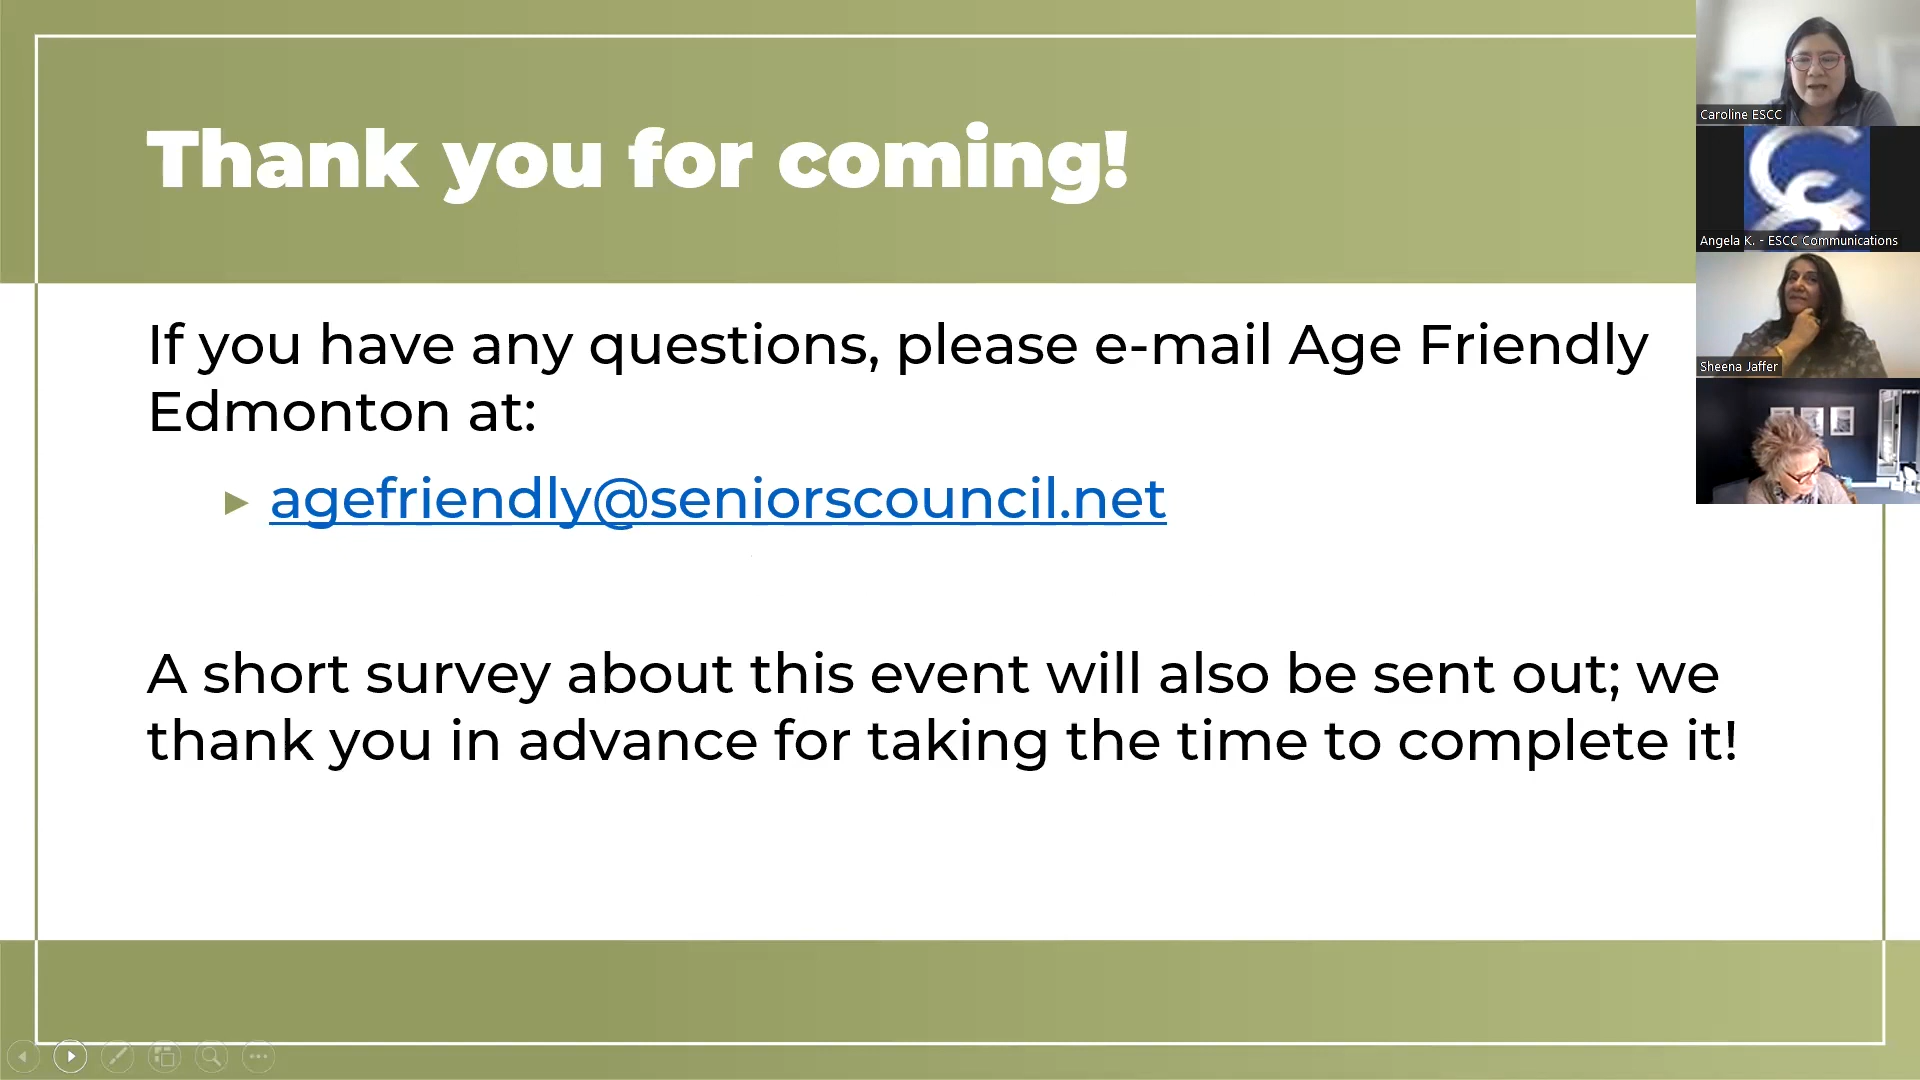 Thank you for coming!
If you have any questions, please e-mail Age Friendly
Edmonton at:
agefriendly@seniorscouncil.net
A short survey about this event will also be sent out; we
thank you in advance for taking the time to complete it!
Caroline ESCC
Angela K. - ESCC Communications
Sheena Jaffer